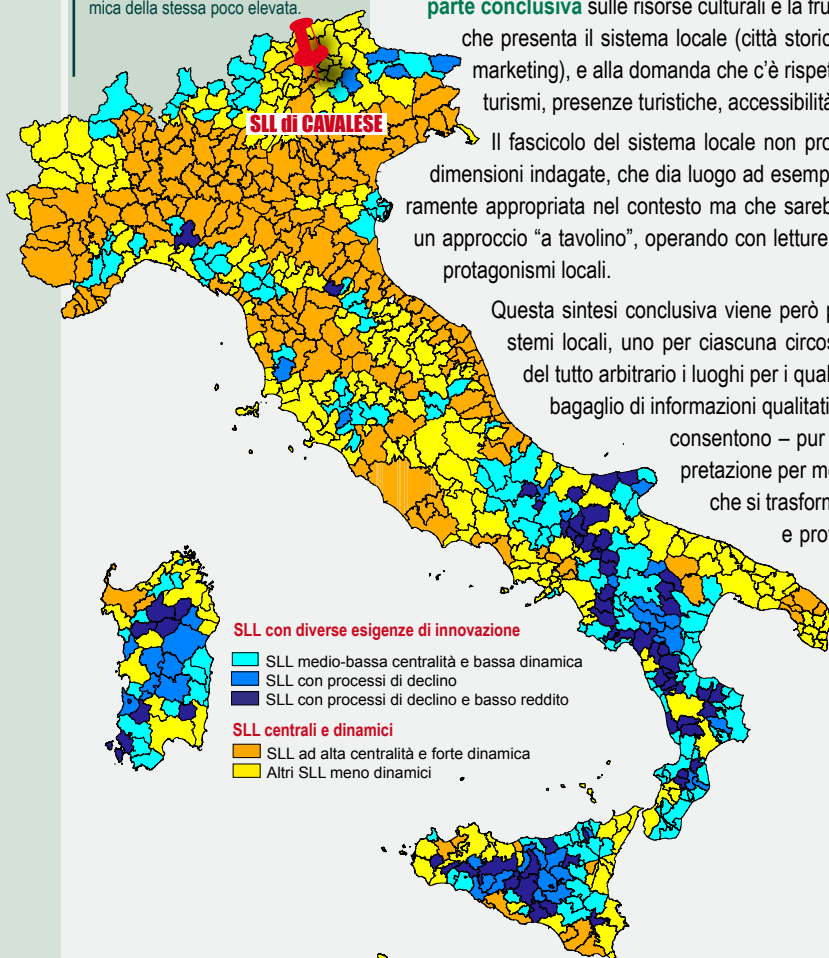 mica della stessa poco elevata.
parte conclusiva sulle risorse culturali e la fru
che presenta il sistema locale (città storic
marketing), e alla domanda che c'è rispet
turismi, presenze turistiche, accessibilità
Il fascicolo del sistema locale non pro
dimensioni indagate, che dia luogo ad esemp
ramente appropriata nel contesto ma che sareb
un approccio “a tavolino”, operando con letture
protagonismi locali.
Questa sintesi conclusiva viene però p
stemi locali, uno per ciascuna circos
del tutto arbitrario i luoghi per i qual
bagaglio di informazioni qualitati
consentono – pur
pretazione per me
che si trasform
e prot
SLL di CAVALESE
SLL con diverse esigenze di innovazione
SLL medio-bassa centralità e bassa dinamica
SLL con processi di declino
SLL con processi di declino e basso reddito
SLL centrali e dinamici
SLL ad alta centralità e forte dinamica
Altri SLL meno dinamici